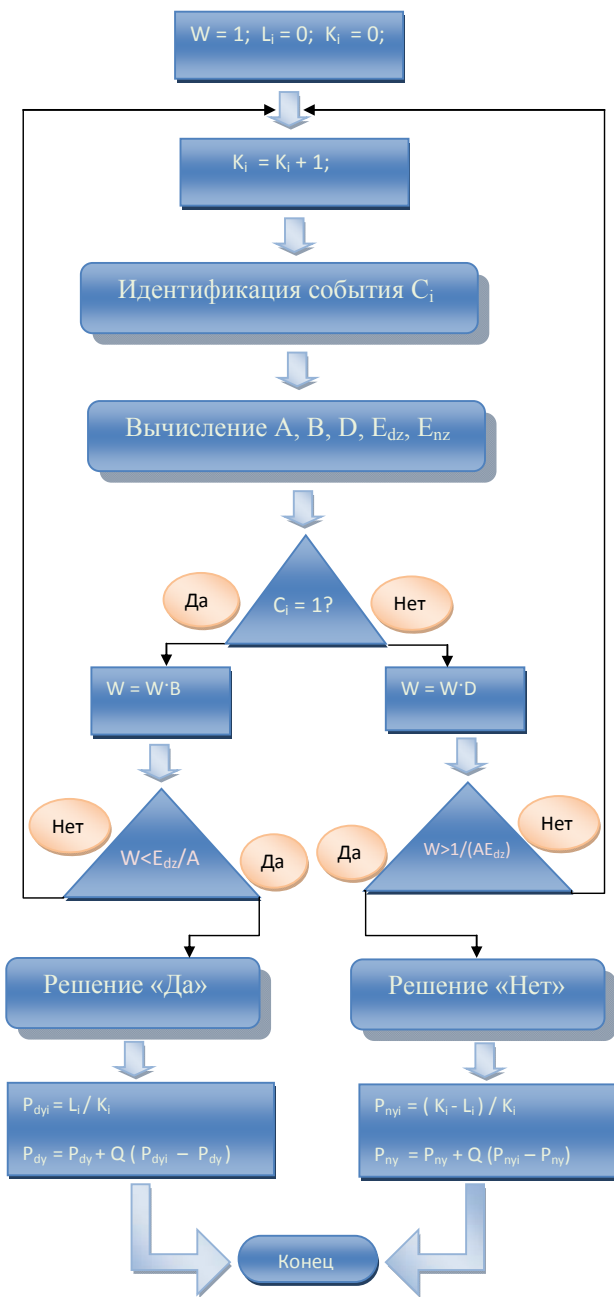 W = 1; Lᵢ = 0; Kᵢ = 0;
Kᵢ = Kᵢ + 1;
Идентификация события Cᵢ
Вычисление A, B, D, E_dz, E_nz
Да
Cᵢ = 1?
Нет
W = W·B
W = W·D
Нет
W<E_dz/A
Да
Да
W>1/(AE_dz)
Нет
Решение «Да»
Решение «Нет»
P_dyi = Lᵢ / Kᵢ
P_dy = P_dy + Q ( P_dyi – P_dy )
P_nyi = ( Kᵢ - Lᵢ ) / Kᵢ
P_ny = P_ny + Q (P_nyi – P_ny)
Конец